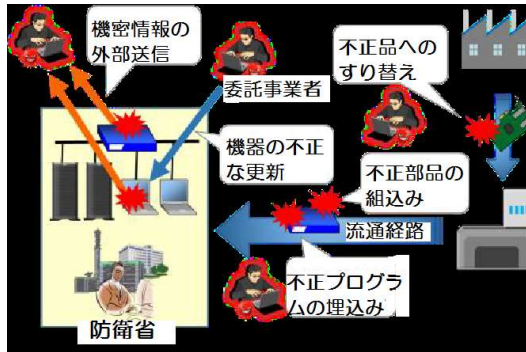 機密情報の
外部送信
不正品への
すり替え
委託事業者
機器の不正
な更新
不正部品の
組込み
流通経路
不正プログラ
ムの埋込み
防衛省